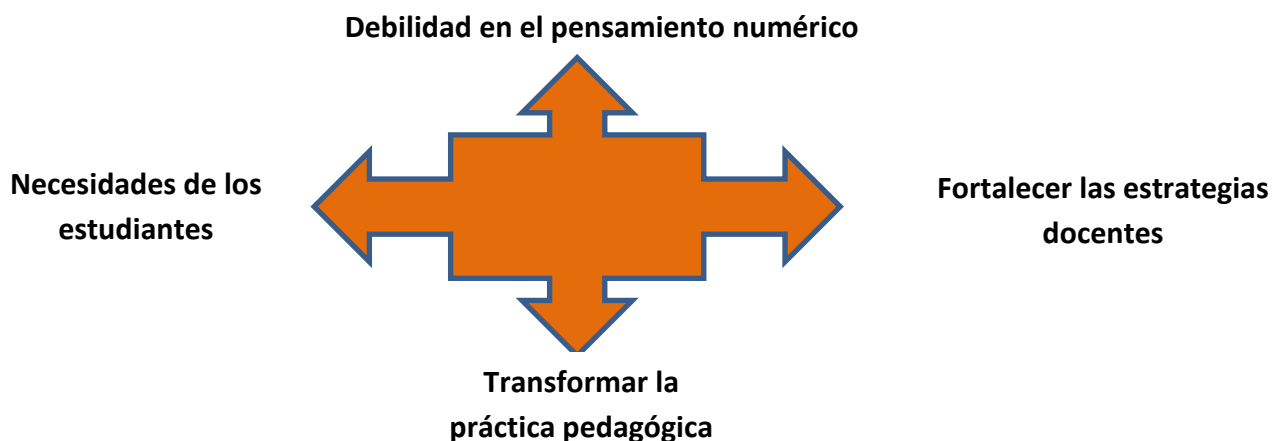 Debilidad en el pensamiento numérico
Necesidades de los
estudiantes
Fortalecer las estrategias
docentes
Transformar la
práctica pedagógica